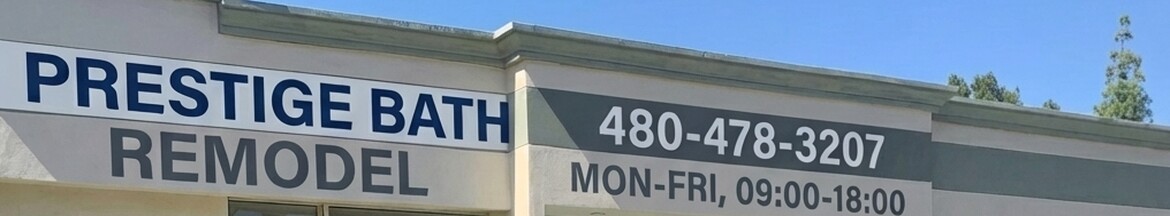 PRESTIGE BATH
REMODEL
480-478-3207
MON-FRI, 09:00-18:00